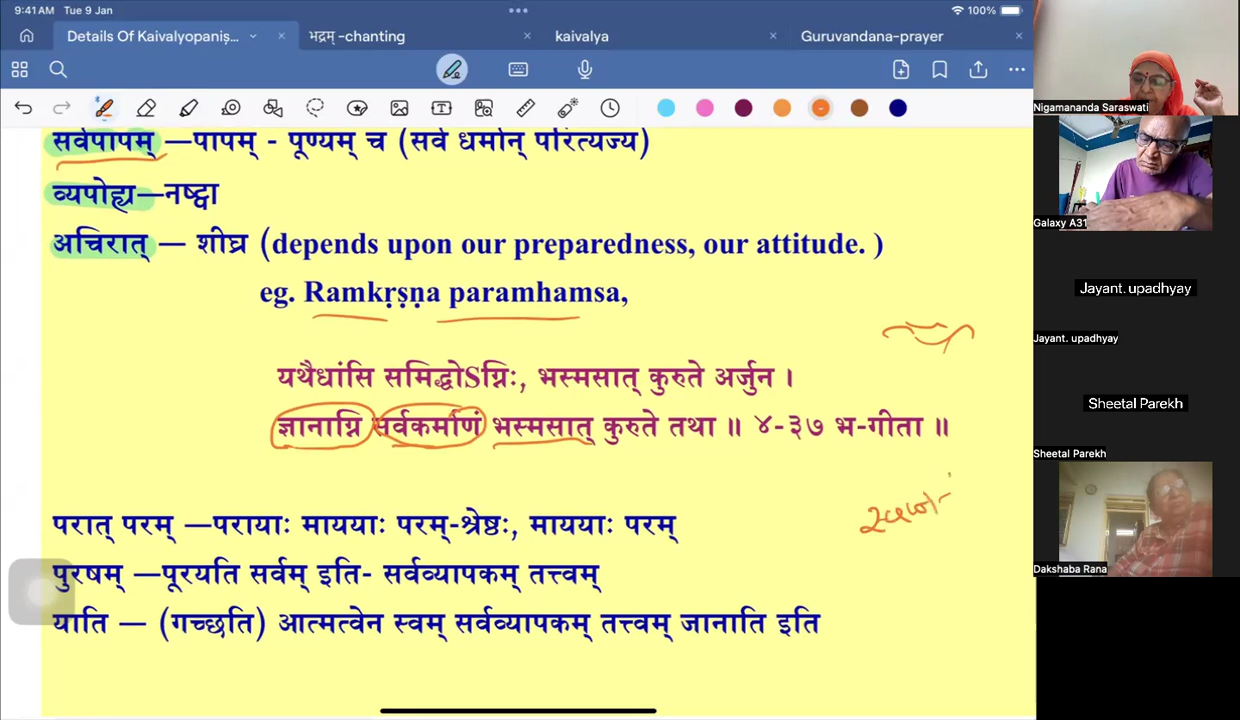 9:41 AM Tue 9 Jan
100%
Details Of Kaivalyopaniṣ...
भद्रम् -chanting
kaivalya
Guruvandana-prayer
सर्वपापम् —पापम् - पूण्यम् च (सर्व धर्मान् परित्यज्य)
व्यपोह्य—नष्ट्वा
अचिरात् — शीघ्र (depends upon our preparedness, our attitude. )
eg. Ramkṛṣṇa paramhamsa,
यथैधांसि समिद्धोSग्निः, भस्मसात् कुरुते अर्जुन ।
ज्ञानाग्नि सर्वकर्माणं भस्मसात् कुरुते तथा ॥ ४-३७ भ-गीता ॥
परात् परम् —परायाः माययाः परम्-श्रेष्ठः, माययाः परम्
पुरषम् —पूरयति सर्वम् इति- सर्वव्यापकम् तत्त्वम्
याति — (गच्छति) आत्मत्वेन स्वम् सर्वव्यापकम् तत्त्वम् जानाति इति
Nigamananda Saraswati
Galaxy A31
Jayant. upadhyay
Jayant. upadhyay
Sheetal Parekh
Sheetal Parekh
Dakshaba Rana